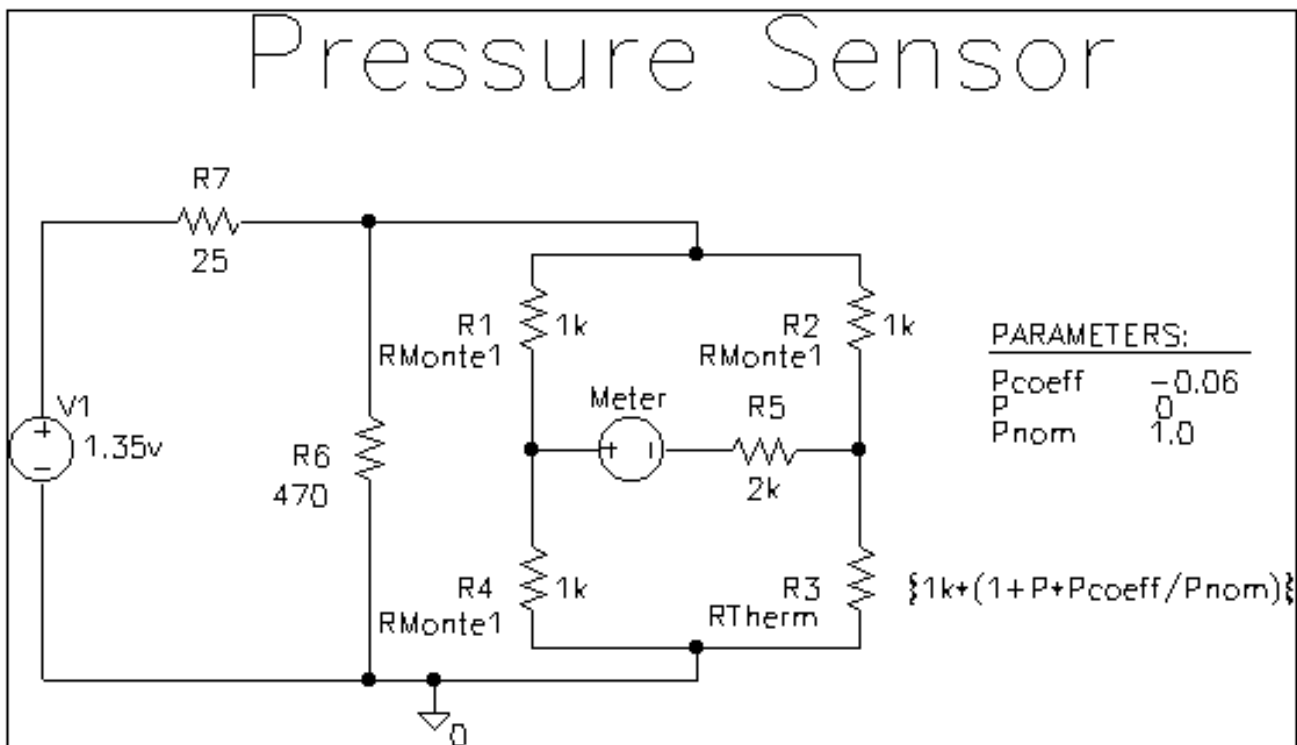 Pressure Sensor
R7
25
R1
1k
RMonte1
R2
1k
RMonte1
PARAMETERS:
Pcoeff -0.06
P 0
Pnom 1.0
V1
+
1.35v
-
R6
470
Meter
+ -
R5
2k
R4
1k
RMonte1
R3
RTherm
{1k*(1+P*Pcoeff/Pnom)}
0